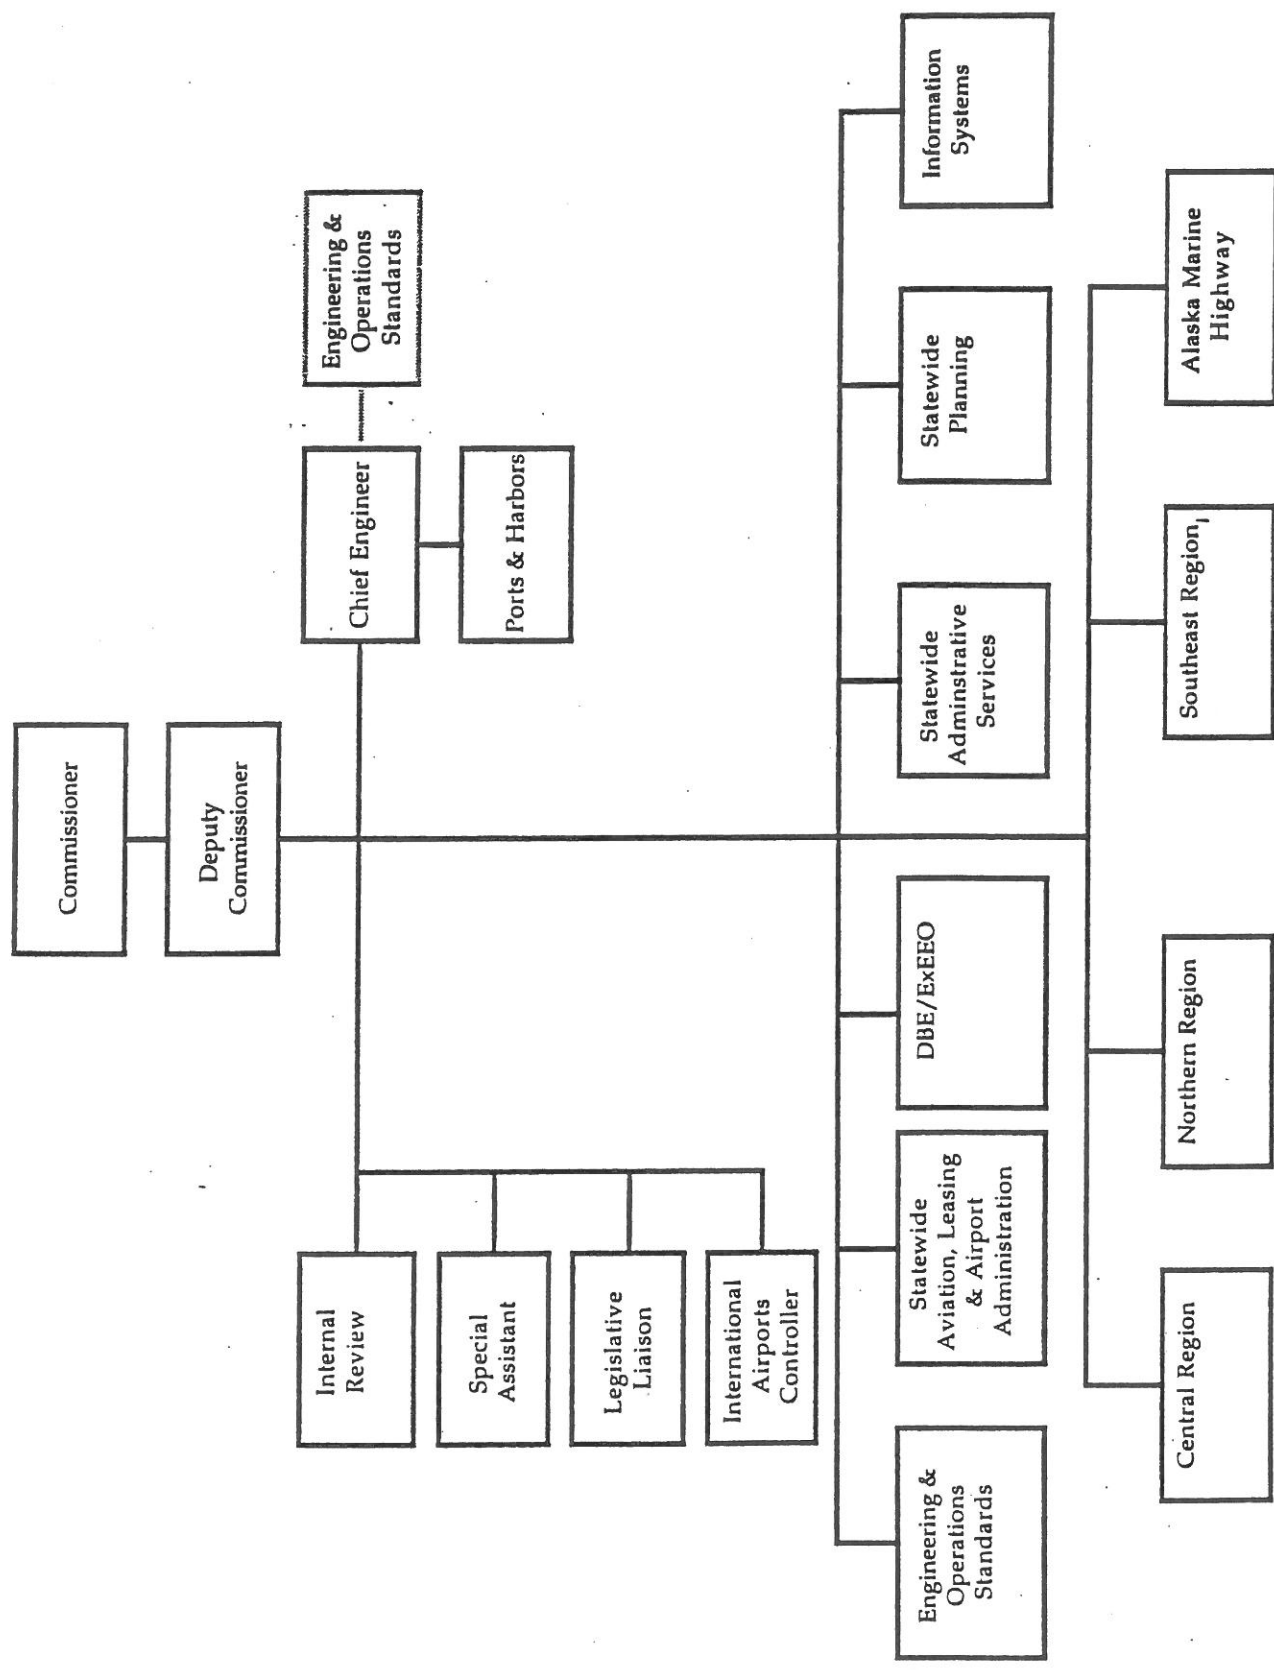 Commissioner
Deputy
Commissioner
Internal
Review
Special
Assistant
Legislative
Liaison
International
Airports
Controller
Chief Engineer
Engineering &
Operations
Standards
Ports & Harbors
Engineering &
Operations
Standards
Statewide
Aviation, Leasing
& Airport
Administration
DBE/ExEEO
Statewide
Adminstrative
Services
Statewide
Planning
Information
Systems
Central Region
Northern Region
Southeast Region
Alaska Marine
Highway